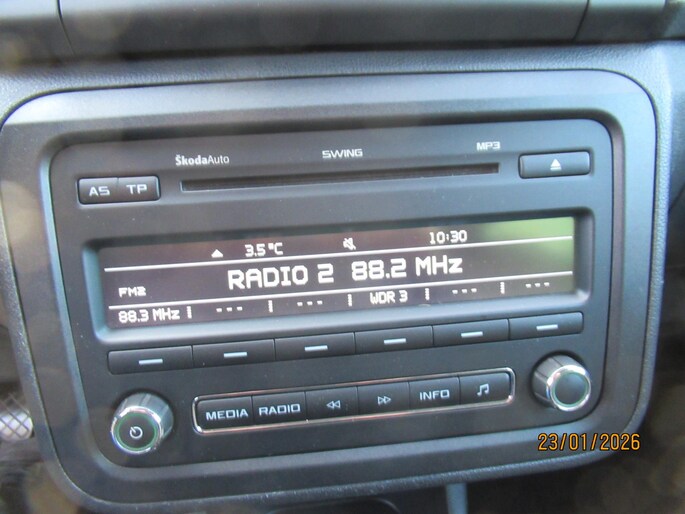 ŠkodaAuto SWING MP3
AS TP
3.5°C 10:30
RADIO 2 88.2 MHz
FM2
88.3 MHz --- --- WDR 3 --- ---
MEDIA RADIO INFO
23/01/2026